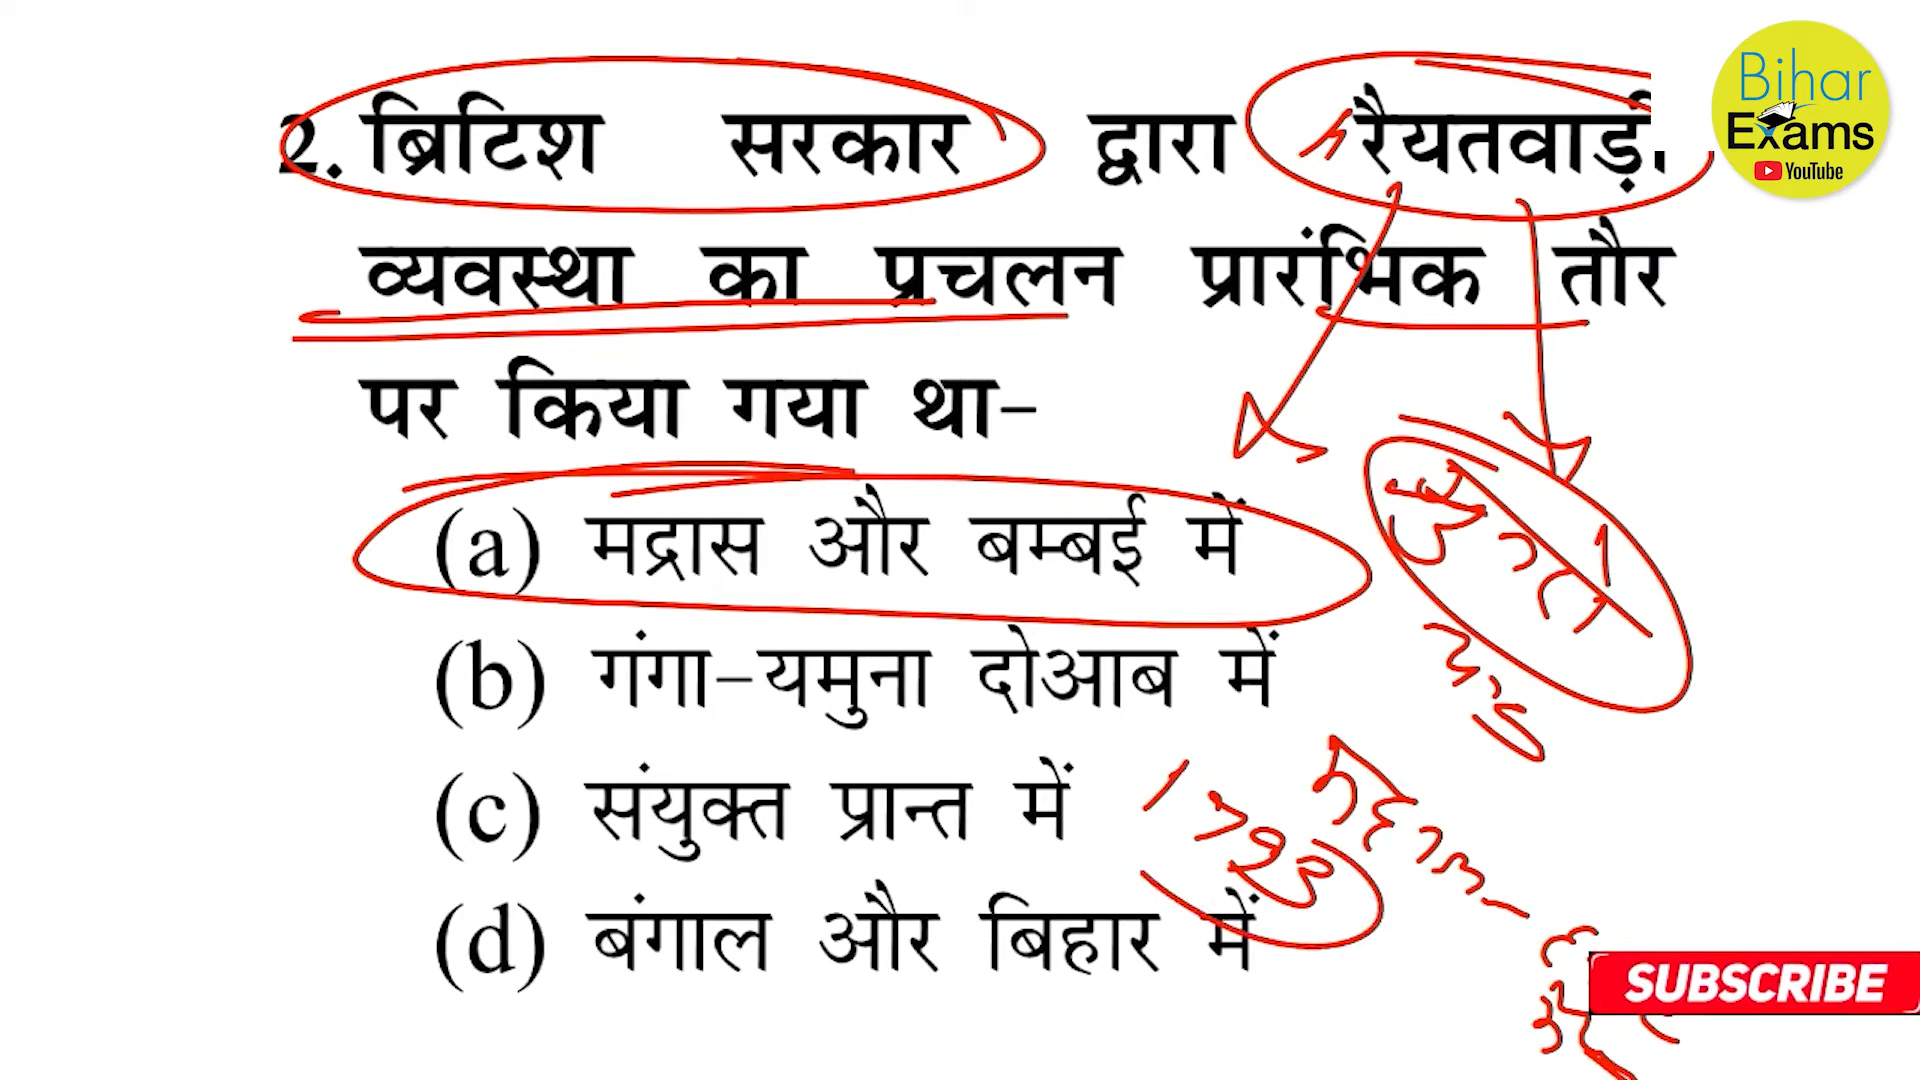 2. ब्रिटिश सरकार द्वारा रैयतवाड़ी
व्यवस्था का प्रचलन प्रारंभिक तौर
पर किया गया था-
(a) मद्रास और बम्बई में
(b) गंगा-यमुना दोआब में
(c) संयुक्त प्रान्त में
(d) बंगाल और बिहार में
1793
Bihar
Exams
YouTube
SUBSCRIBE